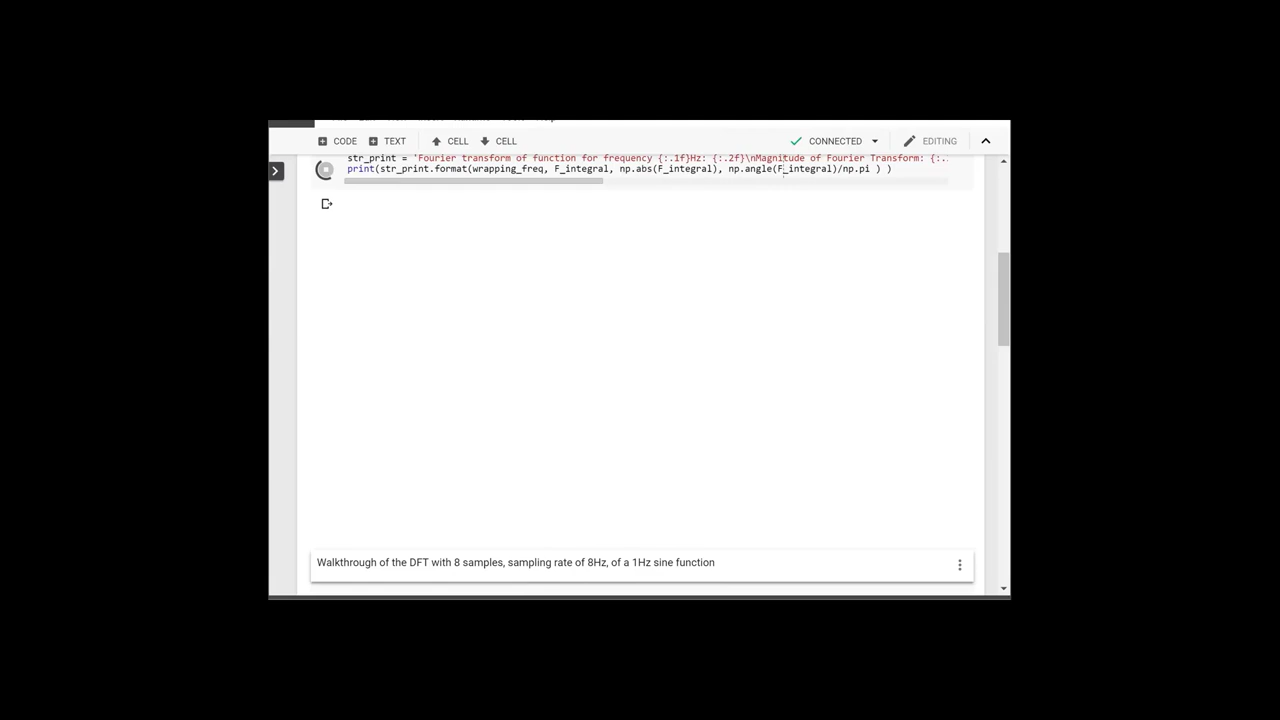 CODE TEXT CELL CELL CONNECTED EDITING
str_print = 'Fourier transform of function for frequency {:.1f}Hz: {:.2f}\nMagnitude of Fourier Transform: {:..
print(str_print.format(wrapping_freq, F_integral, np.abs(F_integral), np.angle(F_integral)/np.pi ) )
Walkthrough of the DFT with 8 samples, sampling rate of 8Hz, of a 1Hz sine function